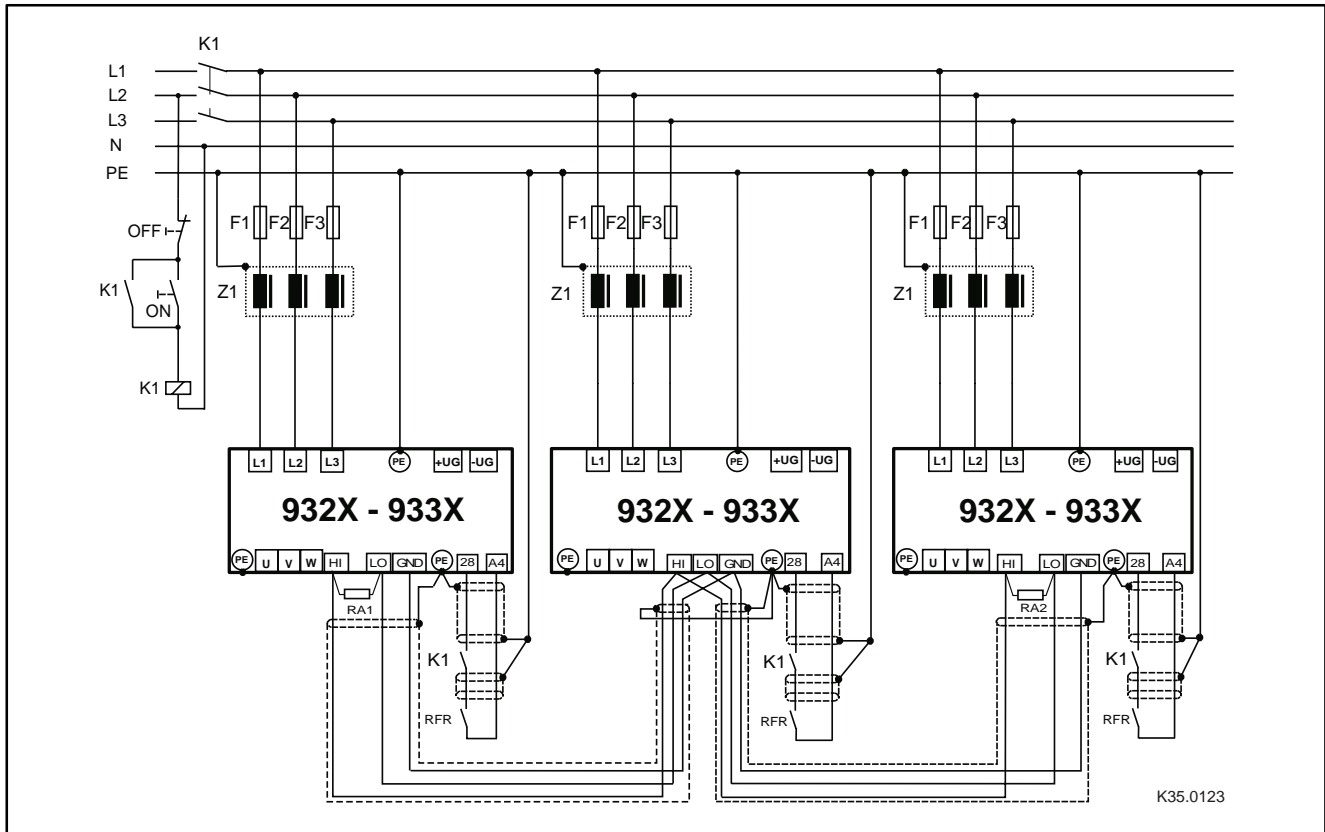 K1
L1
L2
L3
N
PE
OFF
K1
ON
K1
F1 F2 F3
Z1
F1 F2 F3
Z1
F1 F2 F3
Z1
L1 L2 L3 PE +UG -UG
932X - 933X
PE U V W HI LO GND PE 28 A4
RA1
K1
RFR
L1 L2 L3 PE +UG -UG
932X - 933X
PE U V W HI LO GND PE 28 A4
K1
RFR
L1 L2 L3 PE +UG -UG
932X - 933X
PE U V W HI LO GND PE 28 A4
RA2
K1
RFR
K35.0123